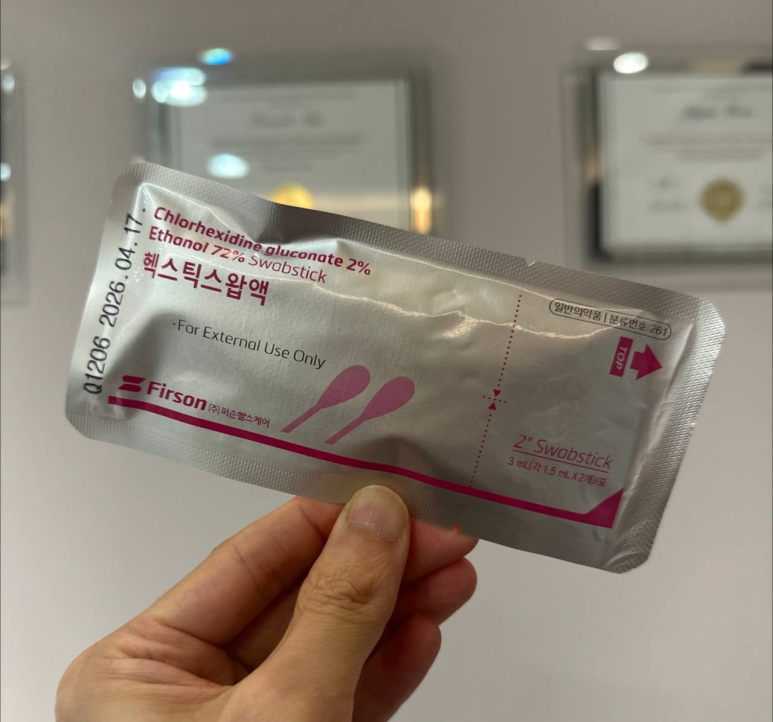 Q1206 2026.04.17.
Chlorhexidine gluconate 2%
Ethanol 72% Swabstick
헥스틱스왑액
·For External Use Only
Firson (주)퍼슨헬스케어
일반의약품 | 분류번호:261
TOP
2" Swabstick
3 mL(각 1.5 mL X 2개)/포